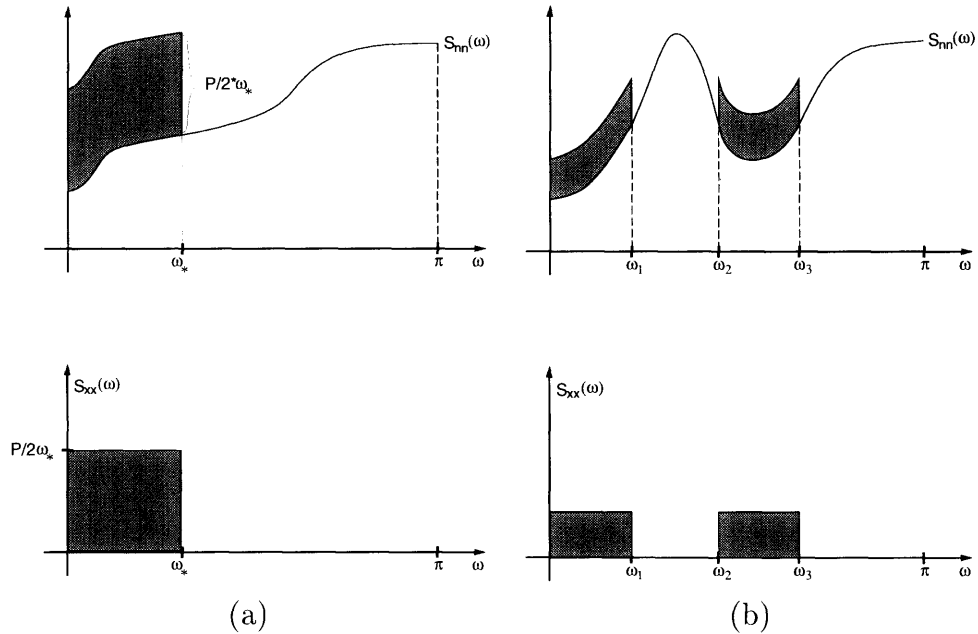 Sₙₙ(ω)
P/2*ω*
ω*
π
ω
Sₙₙ(ω)
ω₁
ω₂
ω₃
π
ω
Sₓₓ(ω)
P/2ω*
ω*
π
ω
Sₓₓ(ω)
ω₁
ω₂
ω₃
π
ω
(a)
(b)